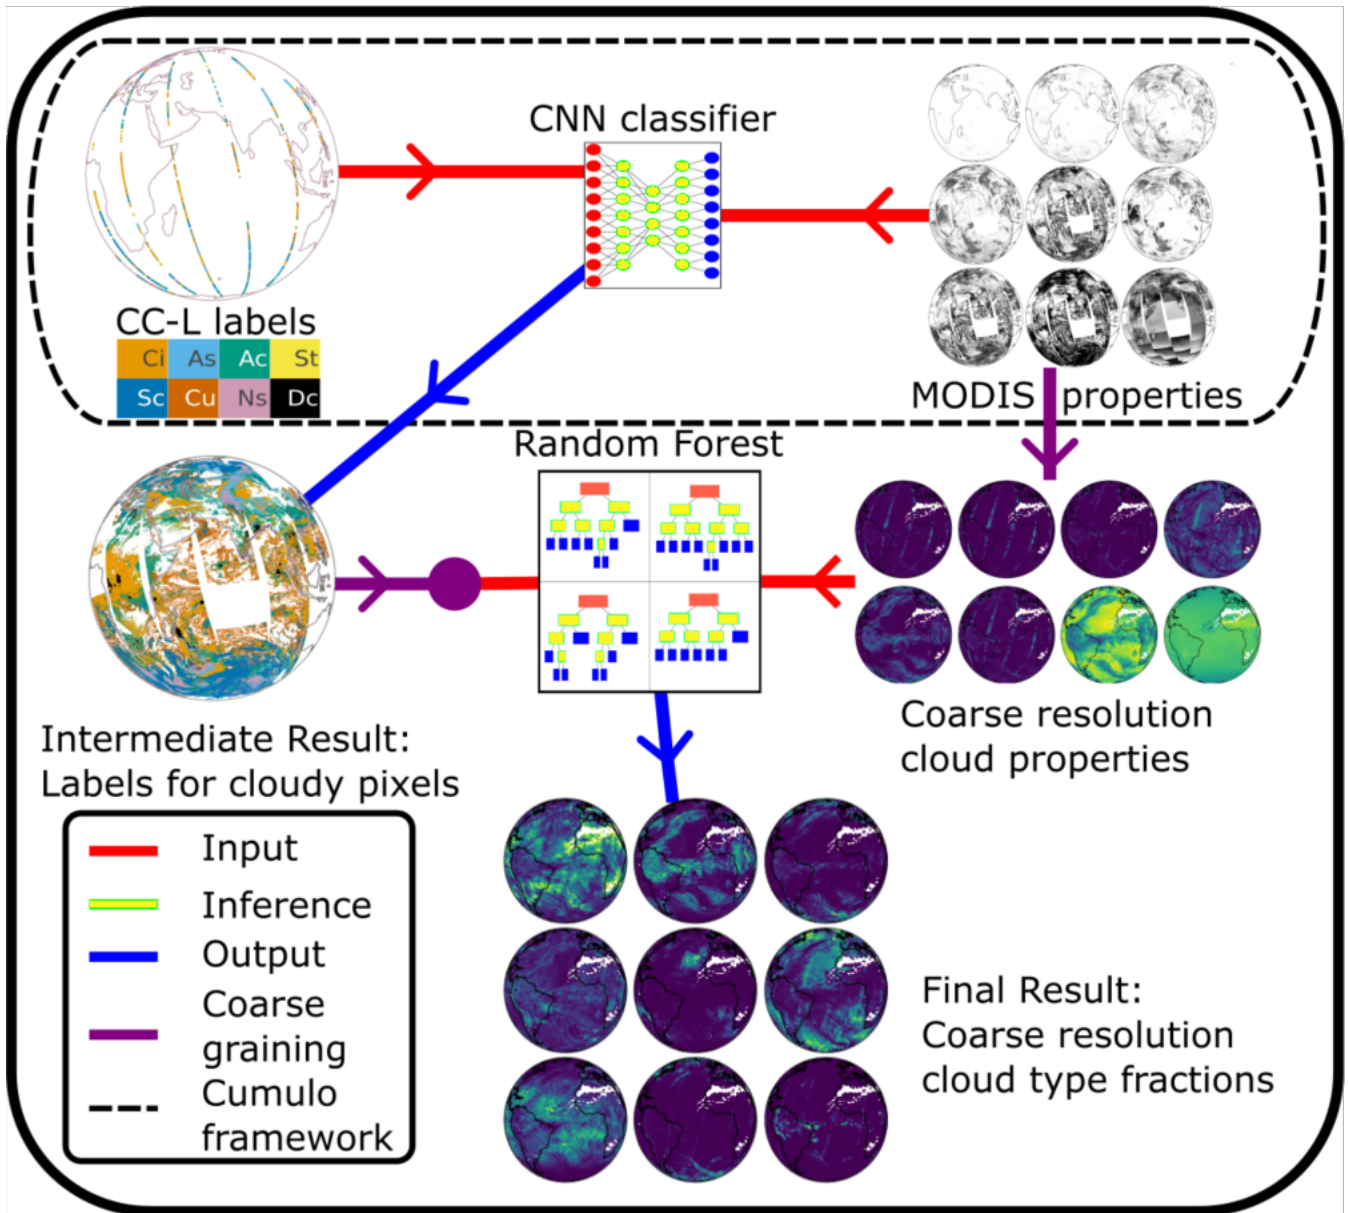 CNN classifier
CC-L labels
Ci As Ac St
Sc Cu Ns Dc
MODIS properties
Random Forest
Coarse resolution
cloud properties
Intermediate Result:
Labels for cloudy pixels
Input
Inference
Output
Coarse
graining
Cumulo
framework
Final Result:
Coarse resolution
cloud type fractions